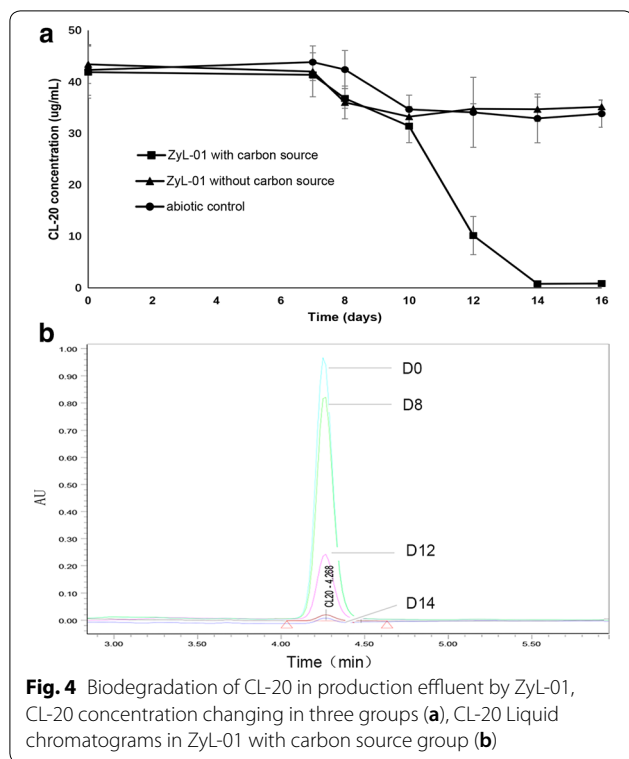 a
50
40
30
20
10
0
CL-20 concentration (ug/mL)
ZyL-01 with carbon source
ZyL-01 without carbon source
abiotic control
0 2 4 6 7 8 10 12 14 16
Time (days)
b
1.00
0.90
0.80
0.70
0.60
0.50
0.40
0.30
0.20
0.10
0.00
AU
D0
D8
D12
D14
CL20 - 4.268
3.00 3.50 4.00 4.50 5.00 5.50
Time (min)
Fig. 4 Biodegradation of CL-20 in production effluent by ZyL-01,
CL-20 concentration changing in three groups (a), CL-20 Liquid
chromatograms in ZyL-01 with carbon source group (b)